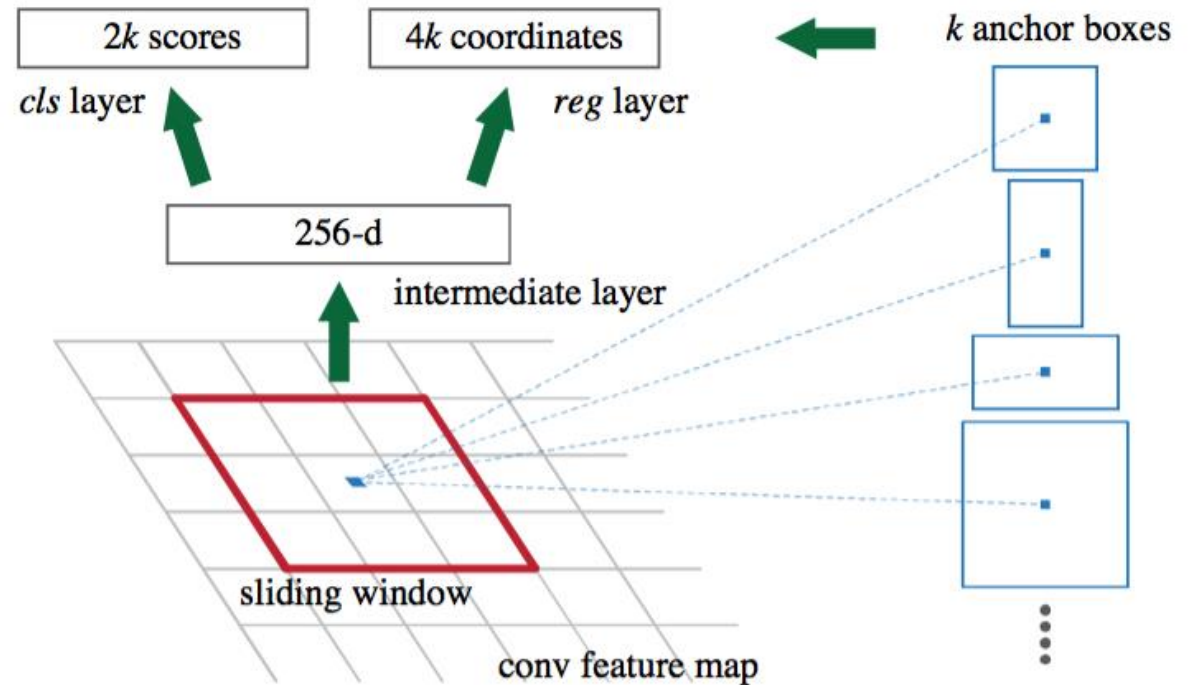 2k scores
4k coordinates
k anchor boxes
cls layer
reg layer
256-d
intermediate layer
sliding window
conv feature map